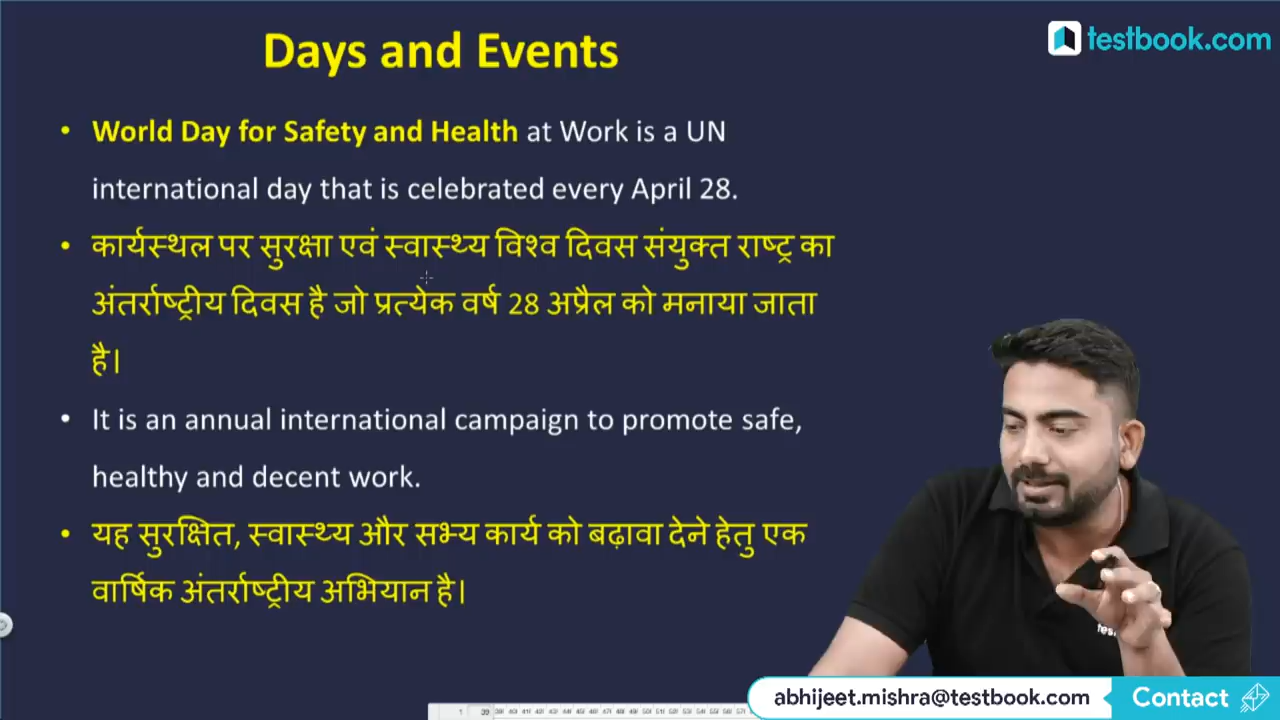 Days and Events
testbook.com
• World Day for Safety and Health at Work is a UN
international day that is celebrated every April 28.
• कार्यस्थल पर सुरक्षा एवं स्वास्थ्य विश्व दिवस संयुक्त राष्ट्र का
अंतर्राष्ट्रीय दिवस है जो प्रत्येक वर्ष 28 अप्रैल को मनाया जाता
है।
• It is an annual international campaign to promote safe,
healthy and decent work.
• यह सुरक्षित, स्वास्थ्य और सभ्य कार्य को बढ़ावा देने हेतु एक
वार्षिक अंतर्राष्ट्रीय अभियान है।
abhijeet.mishra@testbook.com Contact